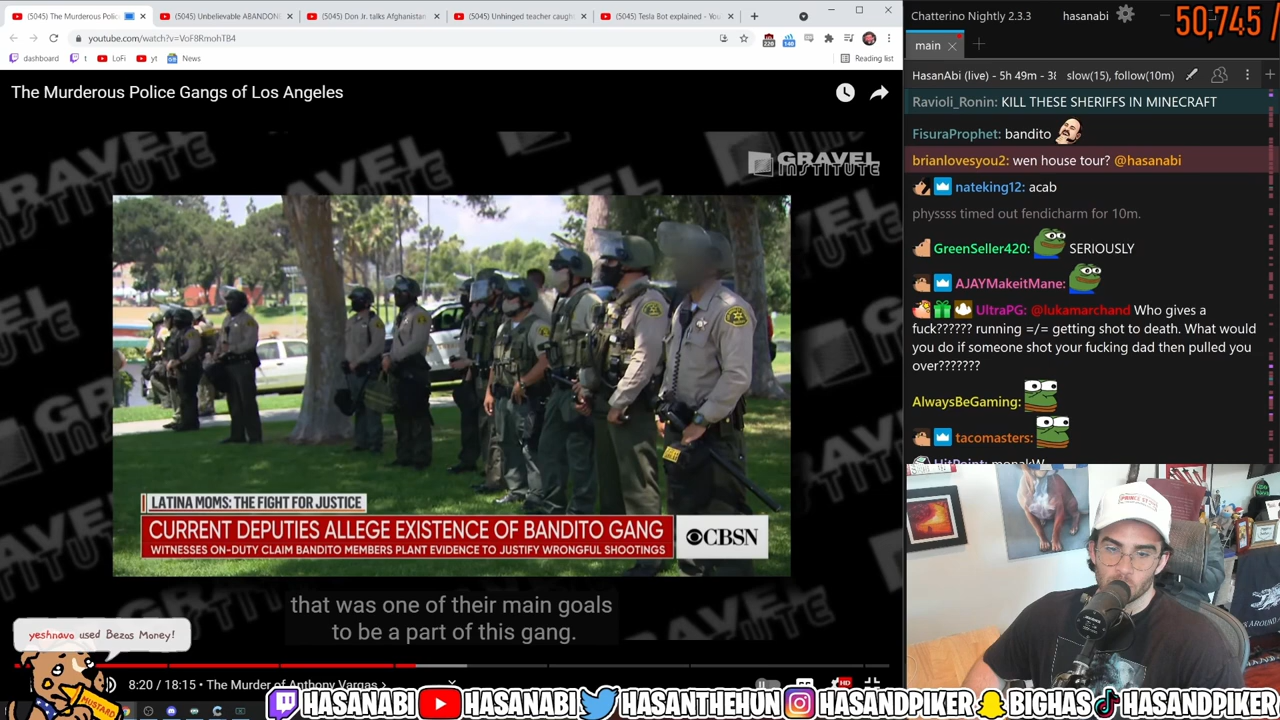 (5045) The Murderous Polic
(5045) Unbelievable ABANDON
(5045) Don Jr. talks Afghanistan
(5045) Unhinged teacher caught
(5045) Tesla Bot explained - You
youtube.com/watch?v=VoF8RmohTB4
dashboard
t
LoFi
yt
News
Reading list
The Murderous Police Gangs of Los Angeles
GRAVEL
INSTITUTE
LATINA MOMS: THE FIGHT FOR JUSTICE
CURRENT DEPUTIES ALLEGE EXISTENCE OF BANDITO GANG
WITNESSES ON-DUTY CLAIM BANDITO MEMBERS PLANT EVIDENCE TO JUSTIFY WRONGFUL SHOOTINGS
CBSN
that was one of their main goals
to be a part of this gang.
yeshnavo used Bezos Money!
MUSTARD
8:20 / 18:15 • The Murder of Anthony Vargas
HD
Chatterino Nightly 2.3.3
hasanabi
50,745 /
main
HasanAbi (live) - 5h 49m - 38
slow(15), follow(10m)
Ravioli_Ronin: KILL THESE SHERIFFS IN MINECRAFT
FisuraProphet: bandito
brianlovesyou2: wen house tour? @hasanabi
nateking12: acab
physsss timed out fendicharm for 10m.
GreenSeller420: SERIOUSLY
AJAYMakeitMane:
UltraPG: @lukamarchand Who gives a
fuck?????? running =/= getting shot to death. What would
you do if someone shot your fucking dad then pulled you
over???????
AlwaysBeGaming:
tacomasters:
HASANABI
HASANABI
HASANTHEHUN
HASANDPIKER
BIGHAS
HASANDPIKER